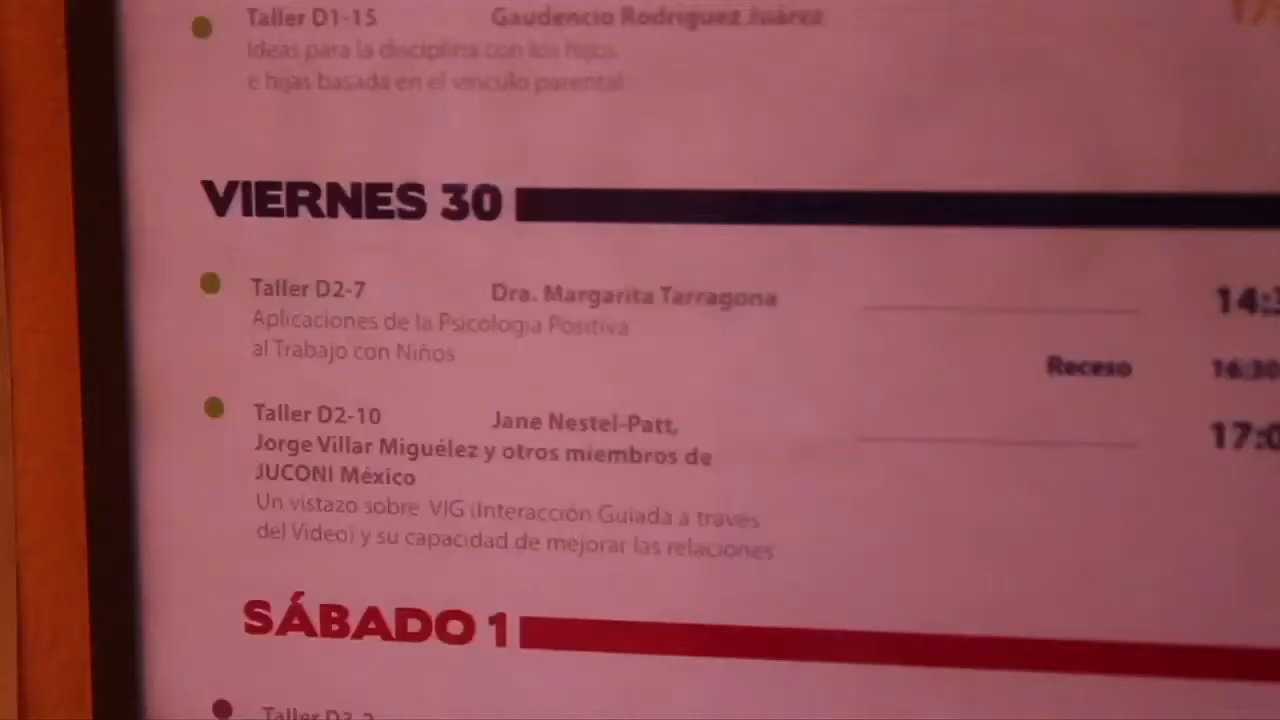 Taller D1-15 Gaudencio Rodríguez Juárez
Ideas para la disciplina con los hijos
e hijas basada en el vínculo parental
VIERNES 30
Taller D2-7 Dra. Margarita Tarragona
Aplicaciones de la Psicología Positiva
al Trabajo con Niños
Receso 16:30
Taller D2-10 Jane Nestel-Patt,
Jorge Villar Miguélez y otros miembros de
JUCONI México
Un vistazo sobre VIG (Interacción Guiada a través
del Video) y su capacidad de mejorar las relaciones
SÁBADO 1